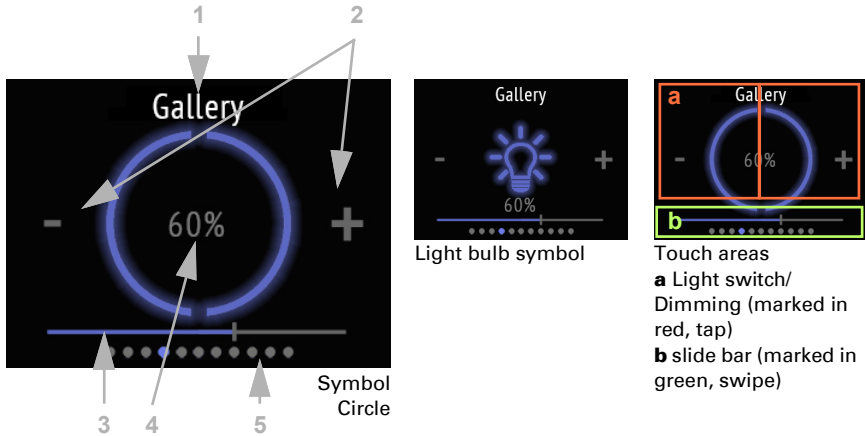 1
2
Gallery
-
+
60%
Symbol
Circle
3
4
5
Gallery
-
+
60%
Light bulb symbol
a
Gallery
-
+
60%
b
Touch areas
a Light switch/
Dimming (marked in
red, tap)
b slide bar (marked in
green, swipe)